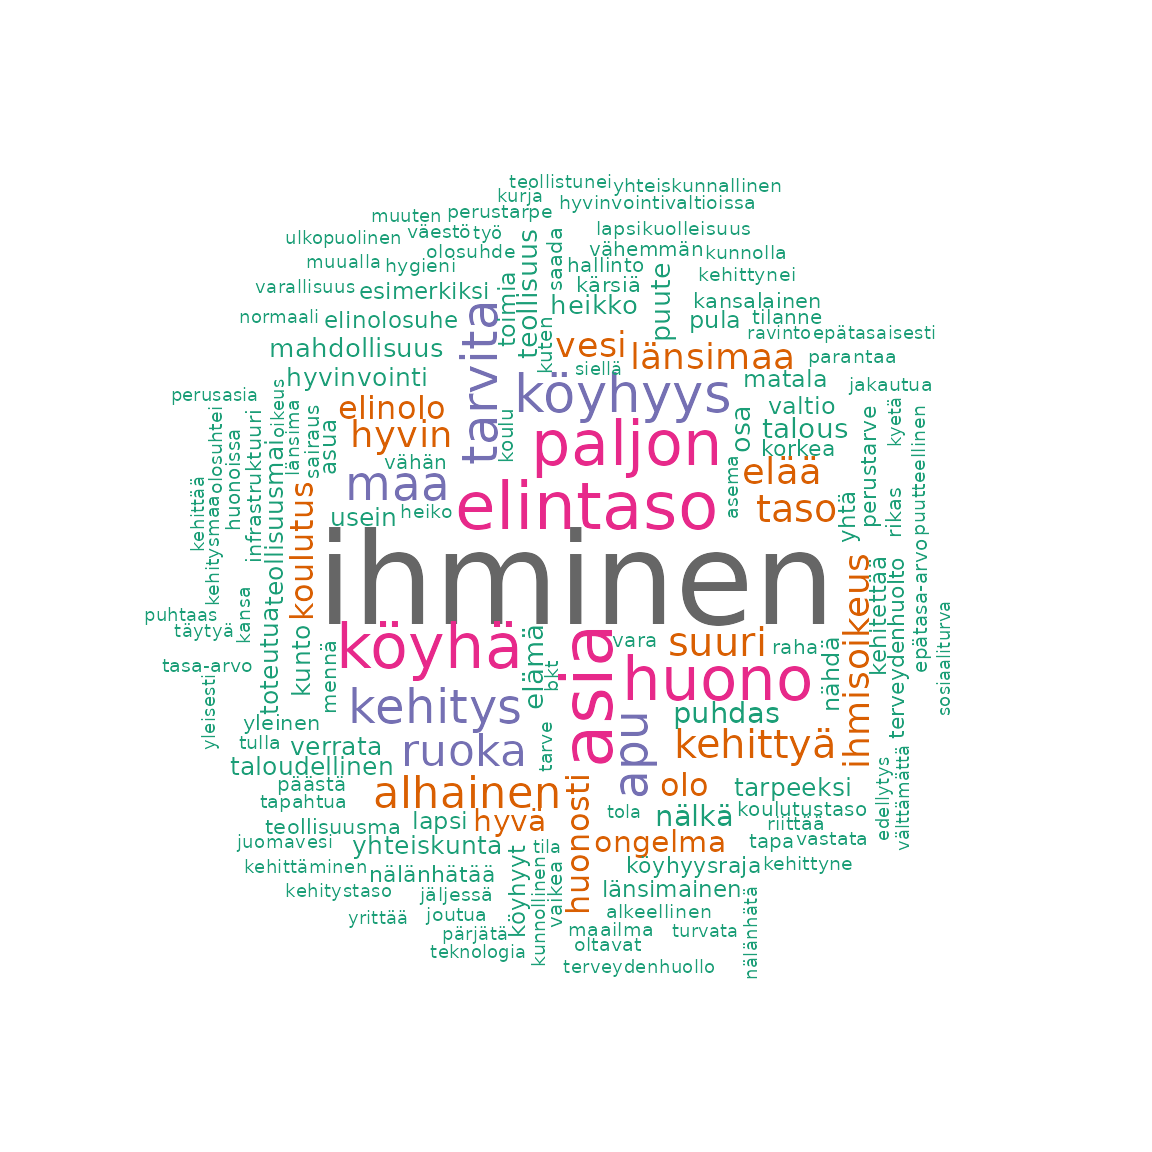 teollistunei
yhteiskunnallinen
kurja
hyvinvointivaltioissa
muuten
perustarpe
ulkopuolinen
väestö
työ
lapsikuolleisuus
olosuhde
vähemmän
kunnolla
muualla
hygieni
teollisuus
saada
hallinto
kehittynei
varallisuus
esimerkiksi
toimia
kärsiä
puute
heikko
kansalainen
normaali
elinolosuhe
tarvita
kuten
pula
tilanne
ravinto
epätasaisesti
mahdollisuus
vesi
länsimaa
parantaa
siellä
perusasia
hyvinvointi
köyhyys
matala
jakautua
oikeus
elinolo
koulu
valtio
kyetä
olosuhtei
länsima
sairaus
hyvin
paljon
osa
talous
korkea
perustarve
puutteellinen
huonoissa
infrastruktuuri
asua
vähän
asema
elää
kehittää
kehitysmaa
teollisuusmai
koulutus
maa
elintaso
taso
yhtä
rikas
usein
heiko
ihminen
ihmisoikeus
kehitettää
terveydenhuolto
epätasa-arvo
sosiaaliturva
puhtaas
kansa
täytyä
toteutua
kunto
mennä
köyhä
elämä
asia
vara
suuri
raha
nähdä
tasa-arvo
bkt
huono
yleisesti
yleinen
kehitys
apu
puhdas
tulla
verrata
ruoka
tarve
kehittyä
taloudellinen
päästä
alhainen
huonosti
olo
tarpeeksi
edellytys
välttämättä
tapahtua
tola
nälkä
koulutustaso
teollisuusma
lapsi
hyvä
riittää
juomavesi
yhteiskunta
tila
ongelma
tapa
vastata
kehittäminen
nälänhätää
köyhyyt
kunnollinen
vaikea
köyhyysraja
kehittyne
kehitystaso
jäljessä
länsimainen
nälänhätä
yrittää
joutua
alkeellinen
pärjätä
maailma
turvata
teknologia
oltavat
terveydenhuollo